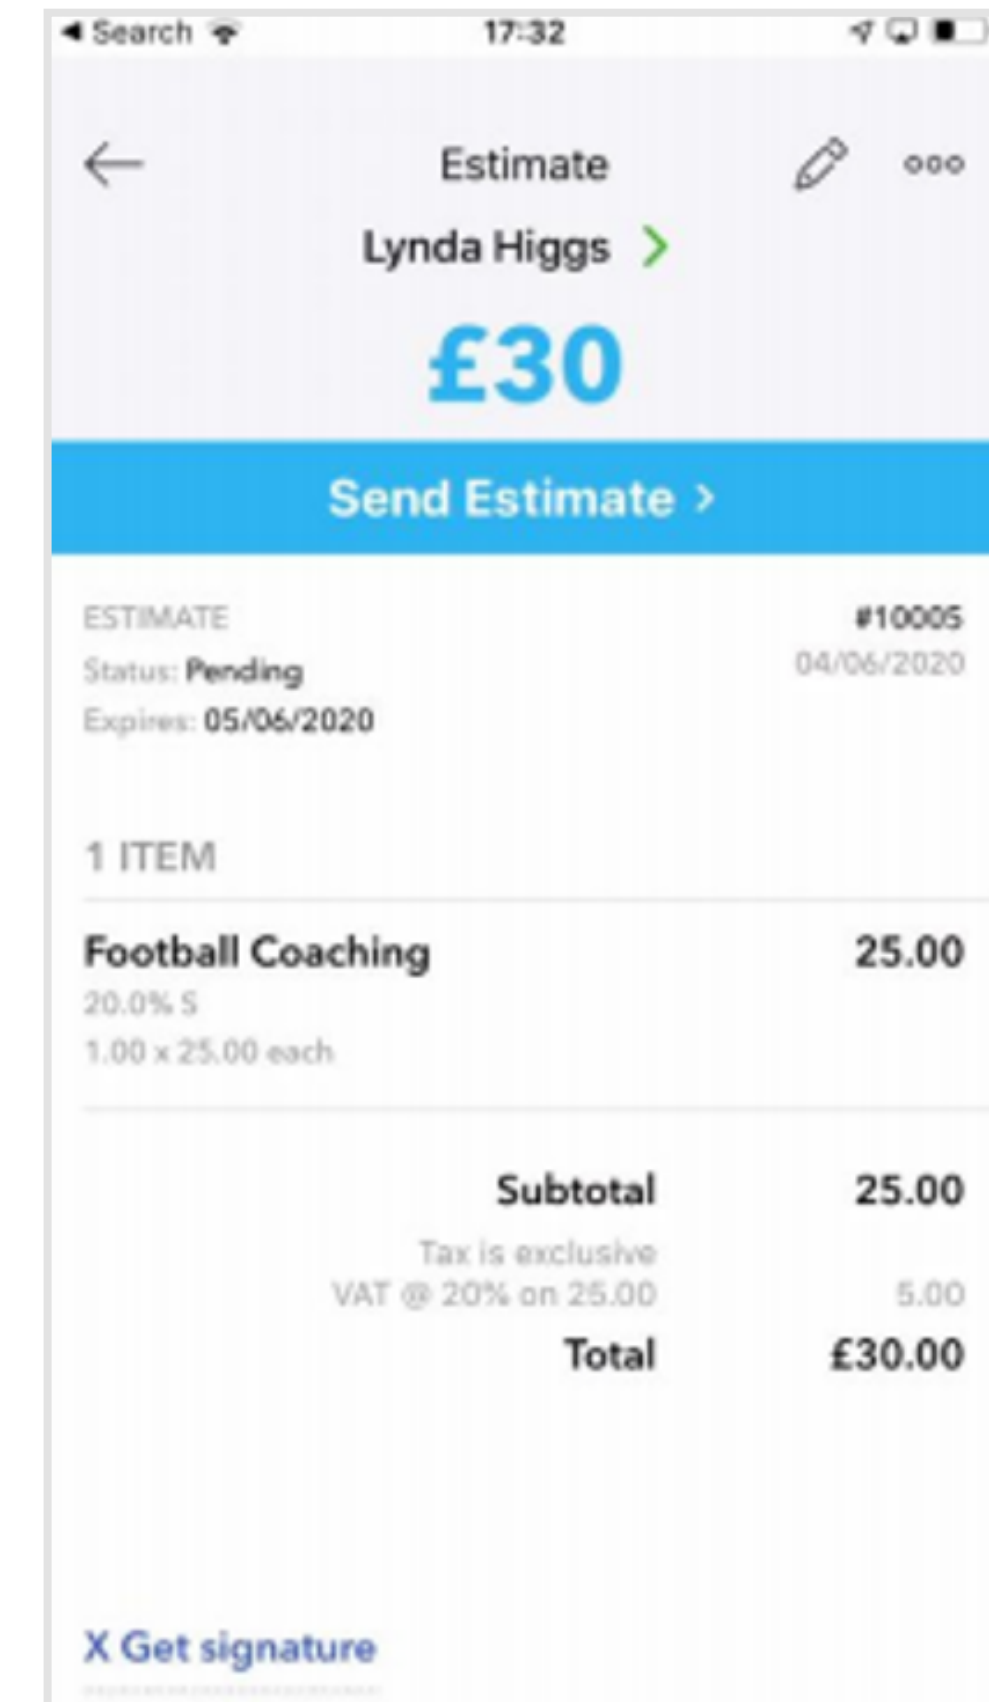 Search
17:32
Estimate
Lynda Higgs
£30
Send Estimate
ESTIMATE
#10005
Status: Pending
04/06/2020
Expires: 05/06/2020
1 ITEM
Football Coaching
25.00
20.0% S
1.00 x 25.00 each
Subtotal
25.00
Tax is exclusive
VAT @ 20% on 25.00
5.00
Total
£30.00
X Get signature